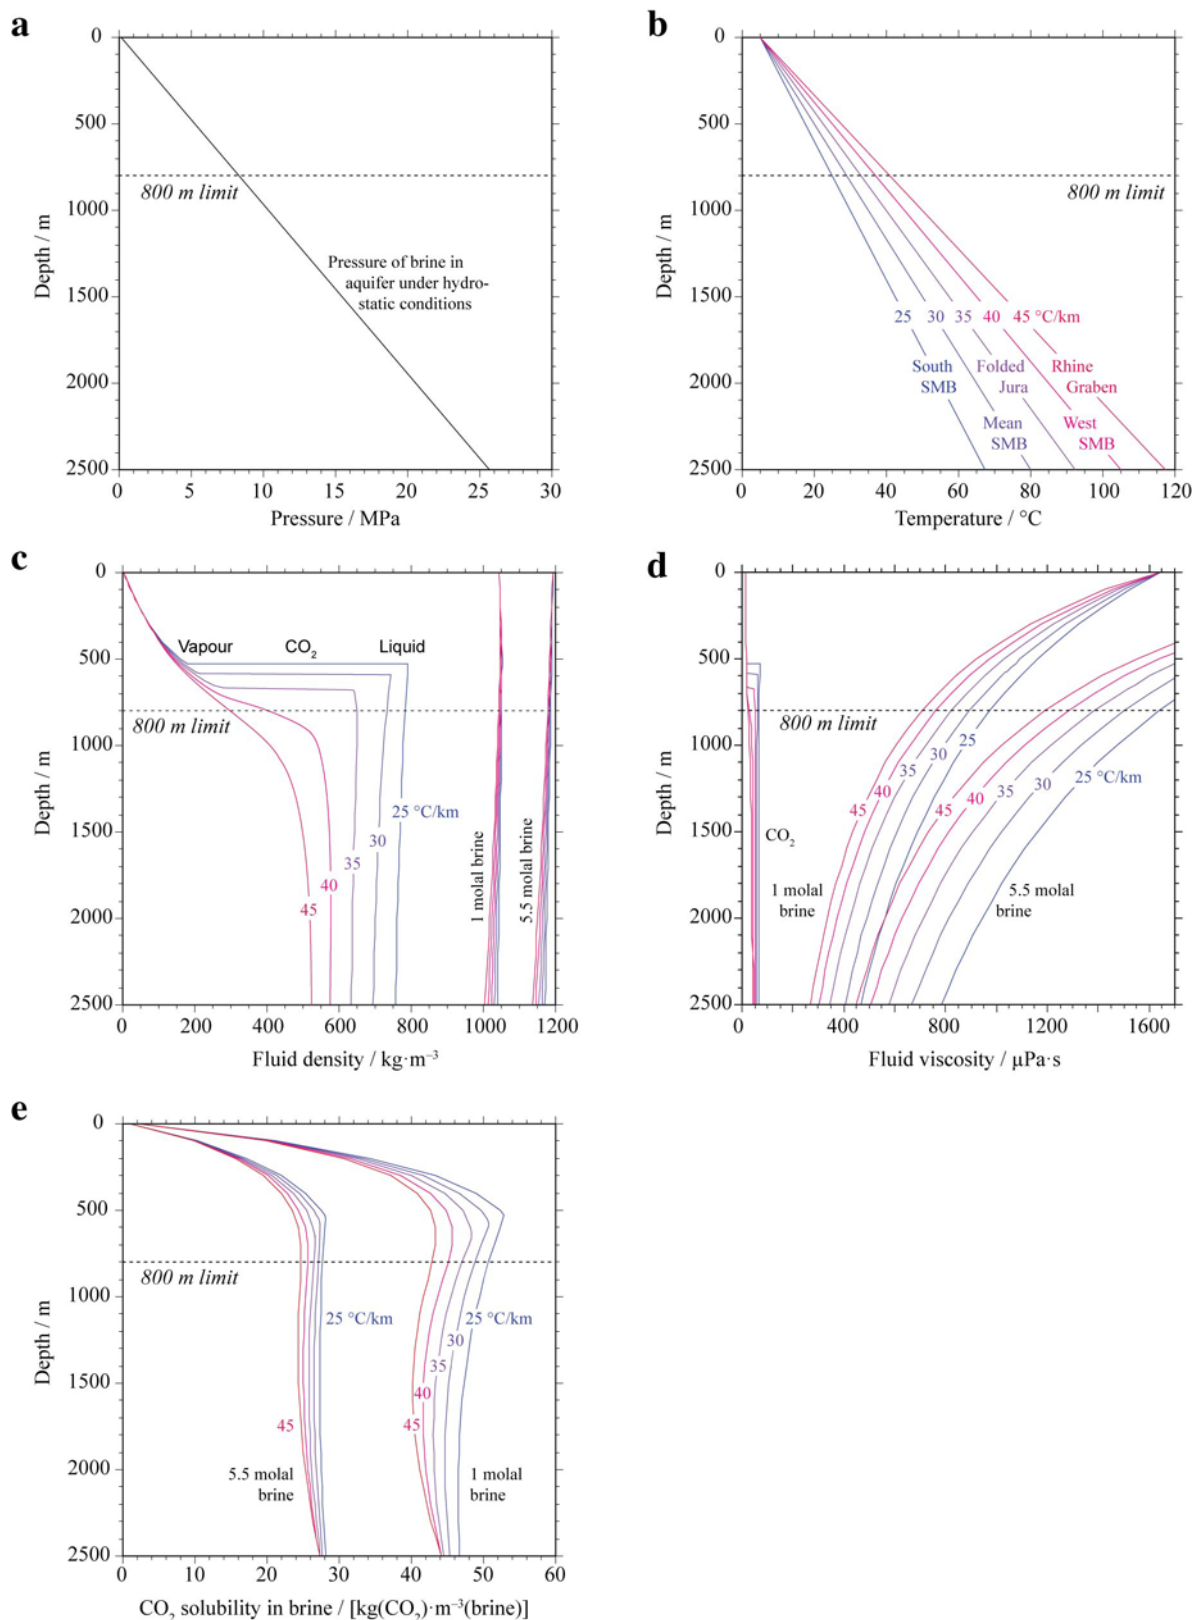 a
0
500
1000
1500
2000
2500
Depth / m
800 m limit
Pressure of brine in
aquifer under hydro-
static conditions
0 5 10 15 20 25 30
Pressure / MPa
b
0
500
1000
1500
2000
2500
Depth / m
800 m limit
25 30 35 40 45 °C/km
South
SMB
Folded
Jura
Rhine
Graben
Mean
SMB
West
SMB
0 20 40 60 80 100 120
Temperature / °C
c
0
500
1000
1500
2000
2500
Depth / m
Vapour CO₂ Liquid
800 m limit
25 °C/km
30
35
40
45
1 molal brine
5.5 molal brine
0 200 400 600 800 1000 1200
Fluid density / kg·m⁻³
d
0
500
1000
1500
2000
2500
Depth / m
800 m limit
25
30
35
40
45
25 °C/km
30
35
40
45
CO₂
1 molal
brine
5.5 molal
brine
0 400 800 1200 1600
Fluid viscosity / µPa·s
e
0
500
1000
1500
2000
2500
Depth / m
800 m limit
25 °C/km
45
25 °C/km
30
35
40
45
5.5 molal
brine
1 molal
brine
0 10 20 30 40 50 60
CO₂ solubility in brine / [kg(CO₂)·m⁻³(brine)]